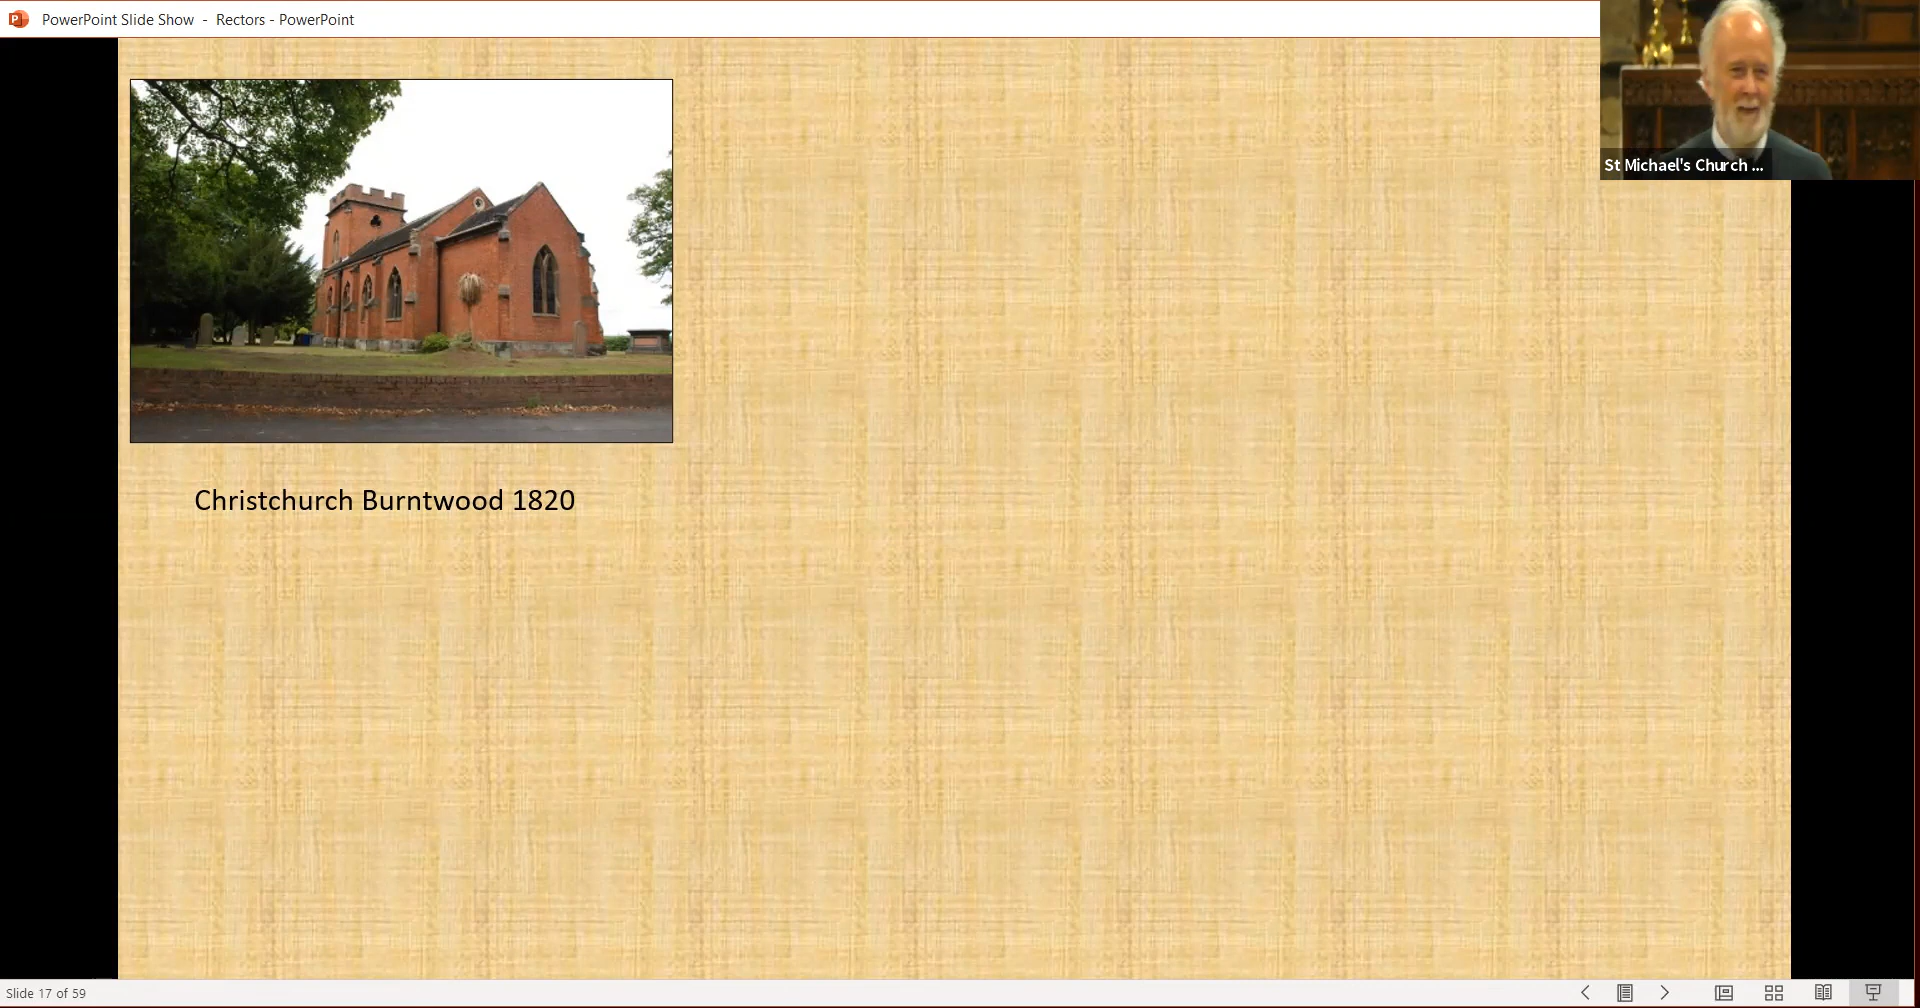 PowerPoint Slide Show - Rectors - PowerPoint
St Michael's Church ...
Christchurch Burntwood 1820
Slide 17 of 59